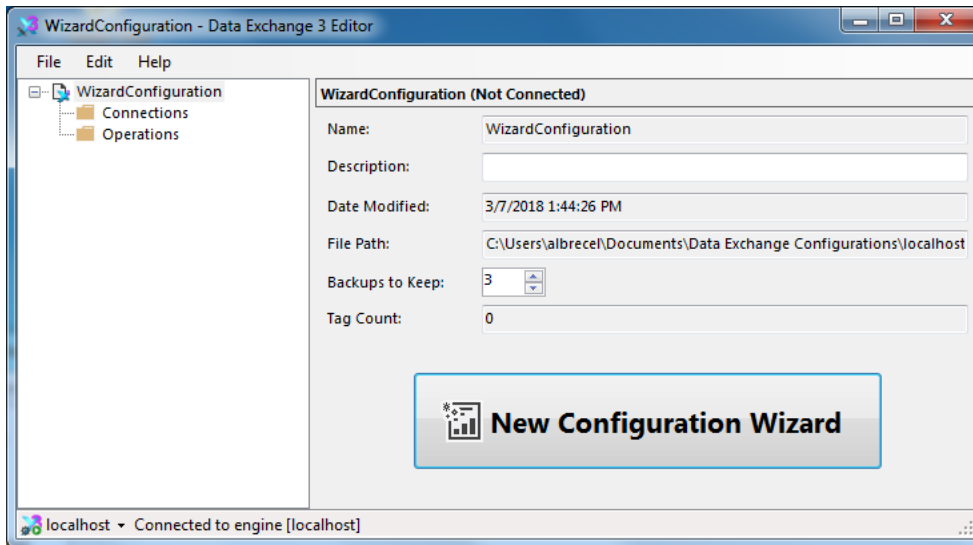 WizardConfiguration - Data Exchange 3 Editor
File Edit Help
WizardConfiguration
Connections
Operations
WizardConfiguration (Not Connected)
Name: WizardConfiguration
Description:
Date Modified: 3/7/2018 1:44:26 PM
File Path: C:\Users\albrecel\Documents\Data Exchange Configurations\localhost
Backups to Keep: 3
Tag Count: 0
New Configuration Wizard
localhost Connected to engine [localhost]